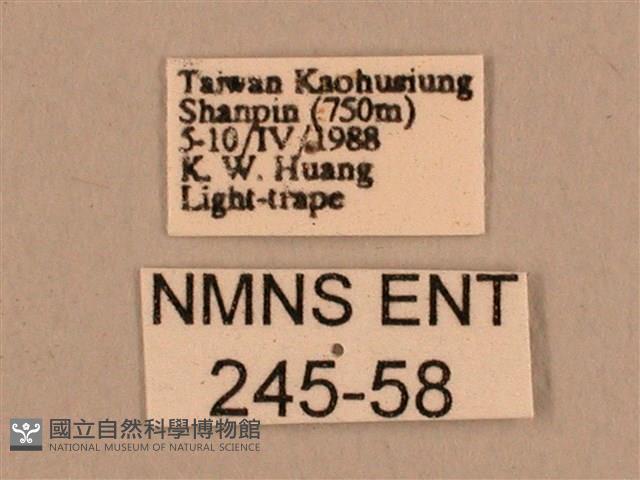 Taiwan Kaohusiung
Shanpin (750m)
5-10/IV/1988
K. W. Huang
Light-trape
NMNS ENT
245-58
國立自然科學博物館
NATIONAL MUSEUM OF NATURAL SCIENCE